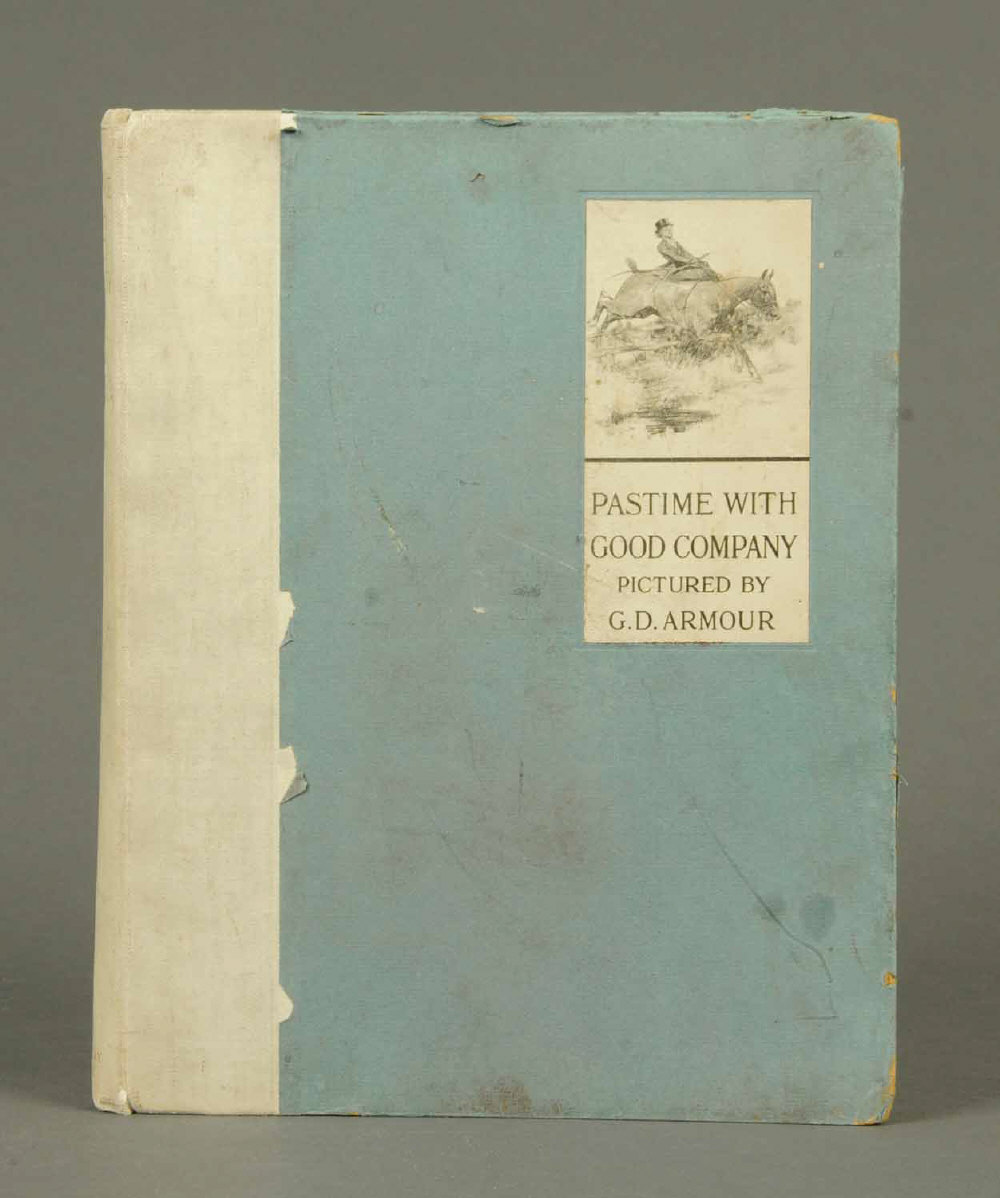 PASTIME WITH
GOOD COMPANY
PICTURED BY
G.D. ARMOUR